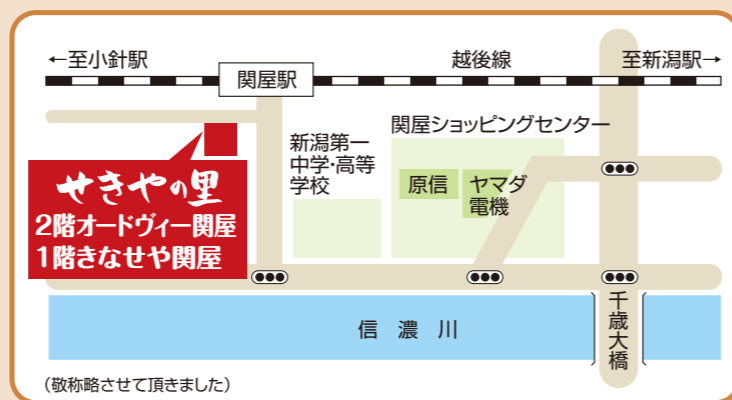 ←至小針駅
越後線
至新潟駅→
関屋駅
関屋ショッピングセンター
新潟第一
中学・高等
学校
原信
ヤマダ
電機
せきやの里
2階オードヴィー関屋
1階きなせや関屋
信濃川
千歳大橋
(敬称略させて頂きました)